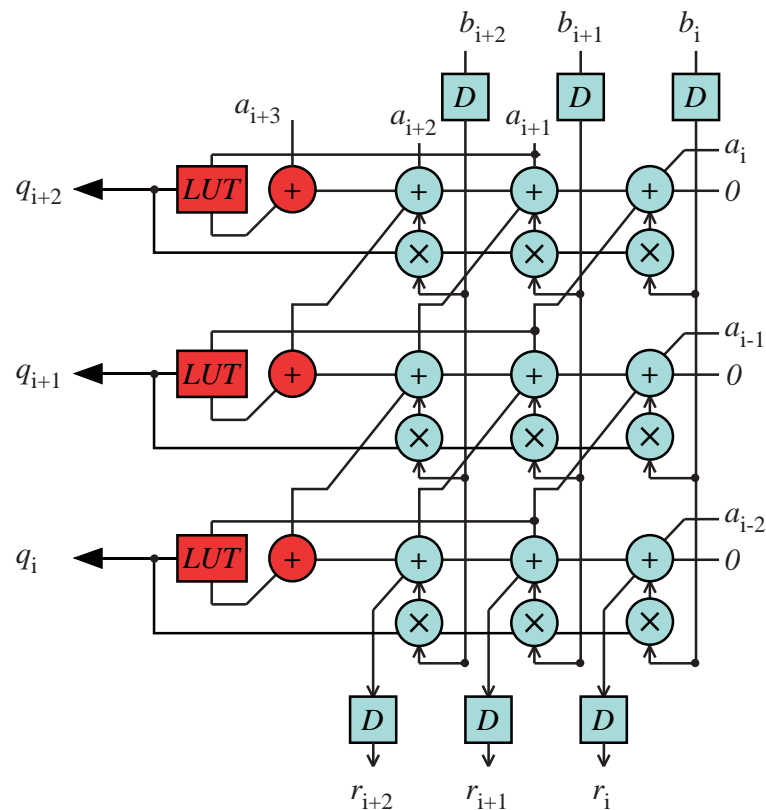 b_{i+2} b_{i+1} b_i
D D D
a_{i+3} a_{i+2} a_{i+1} a_i
q_{i+2} LUT + + + + 0
× × ×
a_{i-1}
q_{i+1} LUT + + + + 0
× × ×
a_{i-2}
q_i LUT + + + + 0
× × ×
D D D
r_{i+2} r_{i+1} r_i